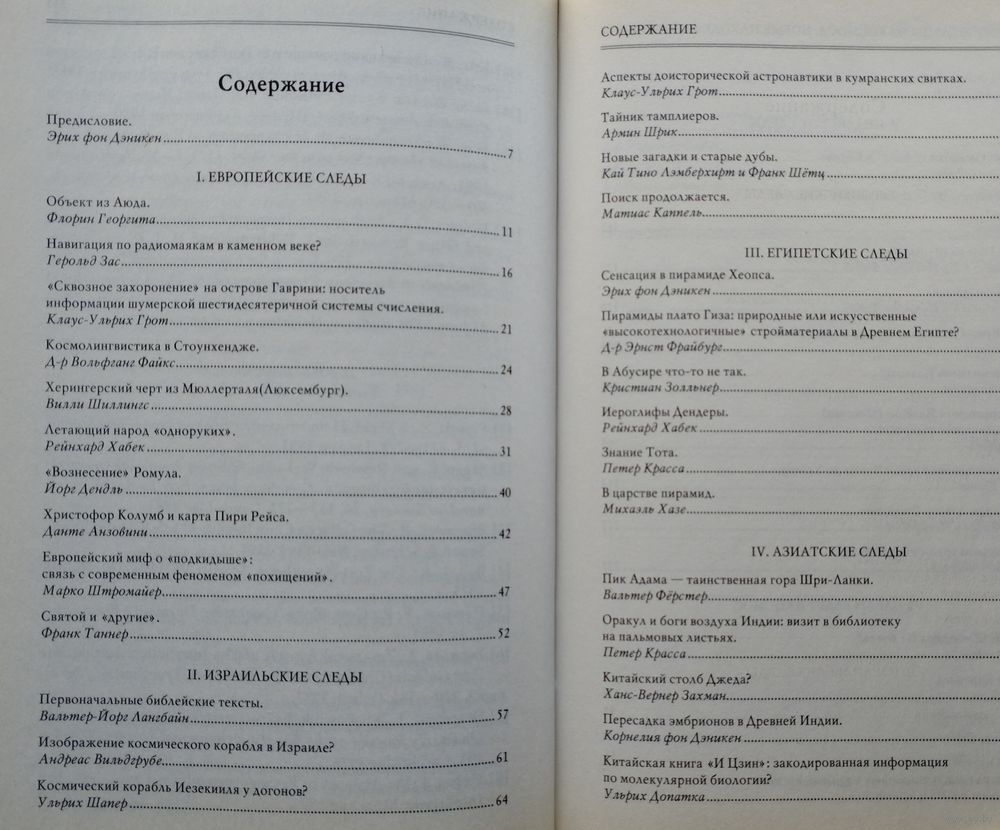 Содержание
Предисловие.
Эрих фон Дэникен........7
I. ЕВРОПЕЙСКИЕ СЛЕДЫ
Объект из Люда.
Флорин Георгита........11
Навигация по радиомаякам в каменном веке?
Герольд Зас........16
«Сквозное захоронение» на острове Гаврини: носитель
информации шумерской шестидесятеричной системы счисления.
Клаус-Ульрих Грот........21
Космолингвистика в Стоунхендже.
Д-р Вольфганг Файкс........24
Херингерский черт из Мюллерталя(Люксембург).
Вилли Шиллингс........28
Летающий народ «одноруких».
Рейнхард Хабек........31
«Вознесение» Ромула.
Йорг Дендль........40
Христофор Колумб и карта Пири Рейса.
Данте Анзовини........42
Европейский миф о «подкидыше»:
связь с современным феноменом «похищений».
Марко Штромайер........47
Святой и «другие».
Франк Таннер........52
II. ИЗРАИЛЬСКИЕ СЛЕДЫ
Первоначальные библейские тексты.
Вальтер-Йорг Лангбайн........57
Изображение космического корабля в Израиле?
Андреас Вильдгрубе........61
Космический корабль Иезекииля у догонов?
Ульрих Шапер........64
СОДЕРЖАНИЕ
Аспекты доисторической астронавтики в кумранских свитках.
Клаус-Ульрих Грот........
Тайник тамплиеров.
Армин Шрик........
Новые загадки и старые дубы.
Кай Тино Лэмберхирт и Франк Шётц........
Поиск продолжается.
Матиас Каппель........
III. ЕГИПЕТСКИЕ СЛЕДЫ
Сенсация в пирамиде Хеопса.
Эрих фон Дэникен........
Пирамиды плато Гиза: природные или искусственные
«высокотехнологичные» стройматериалы в Древнем Египте?
Д-р Эрнст Фрайбург........
В Абусире что-то не так.
Кристиан Золльнер........
Иероглифы Дендеры.
Рейнхард Хабек........
Знание Тота.
Петер Красса........
В царстве пирамид.
Михаэль Хазе........
IV. АЗИАТСКИЕ СЛЕДЫ
Пик Адама — таинственная гора Шри-Ланки.
Вальтер Фёрстер........
Оракул и боги воздуха Индии: визит в библиотеку
на пальмовых листьях.
Петер Красса........
Китайский столб Джеда?
Ханс-Вернер Захман........
Пересадка эмбрионов в Древней Индии.
Корнелия фон Дэникен........
Китайская книга «И Цзин»: закодированная информация
по молекулярной биологии?
Ульрих Допатка........